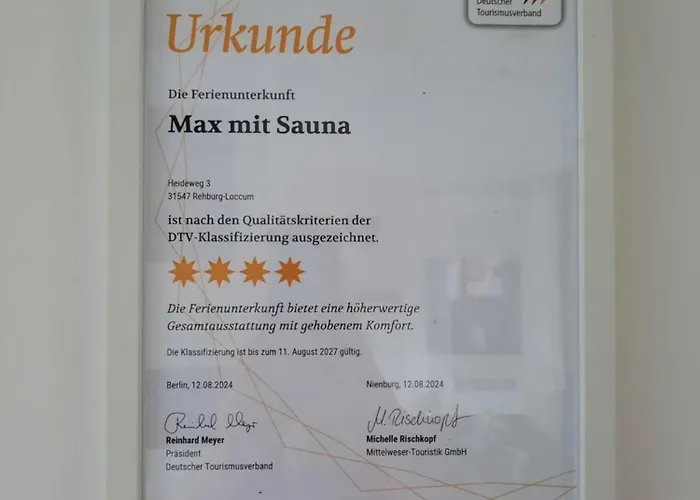 Deutscher
Tourismusverband
Urkunde
Die Ferienunterkunft
Max mit Sauna
Heideweg 3
31547 Rehburg-Loccum
ist nach den Qualitätskriterien der
DTV-Klassifizierung ausgezeichnet.
Die Ferienunterkunft bietet eine höherwertige
Gesamtausstattung mit gehobenem Komfort.
Die Klassifizierung ist bis zum 11. August 2027 gültig.
Berlin, 12.08.2024
Nienburg, 12.08.2024
Reinhard Meyer
Präsident
Deutscher Tourismusverband
M. Rischkopf
Michelle Rischkopf
Mittelweser-Touristik GmbH